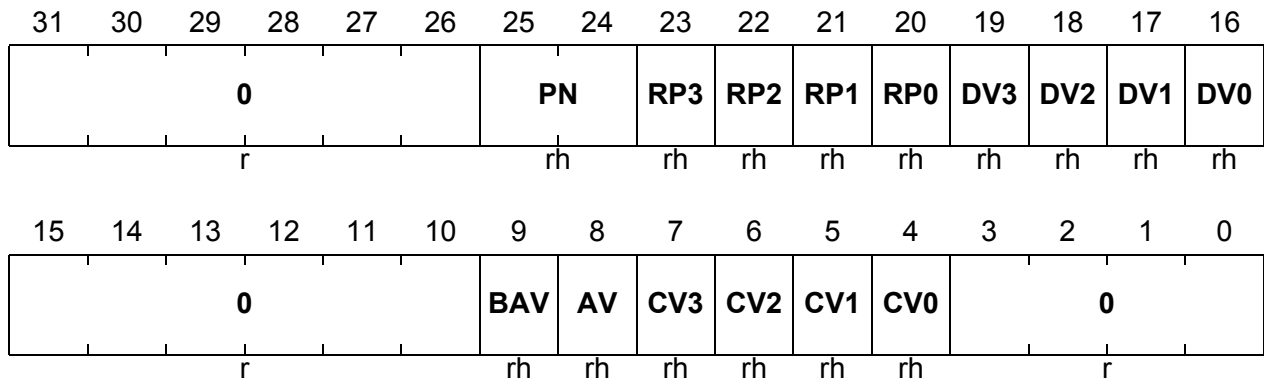 31 30 29 28 27 26 25 24 23 22 21 20 19 18 17 16
0 PN RP3 RP2 RP1 RP0 DV3 DV2 DV1 DV0
r rh rh rh rh rh rh rh rh rh
15 14 13 12 11 10 9 8 7 6 5 4 3 2 1 0
0 BAV AV CV3 CV2 CV1 CV0 0
r rh rh rh rh rh rh r